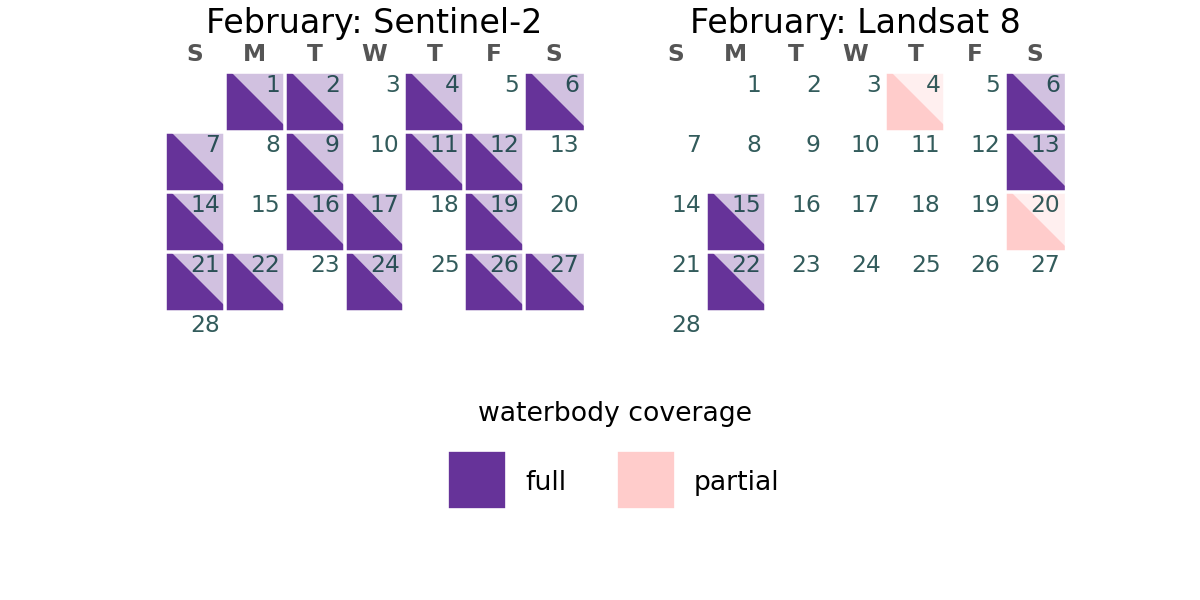 February: Sentinel-2
S M T W T F S
1 2 3 4 5 6
7 8 9 10 11 12 13
14 15 16 17 18 19 20
21 22 23 24 25 26 27
28
February: Landsat 8
S M T W T F S
1 2 3 4 5 6
7 8 9 10 11 12 13
14 15 16 17 18 19 20
21 22 23 24 25 26 27
28
waterbody coverage
full partial